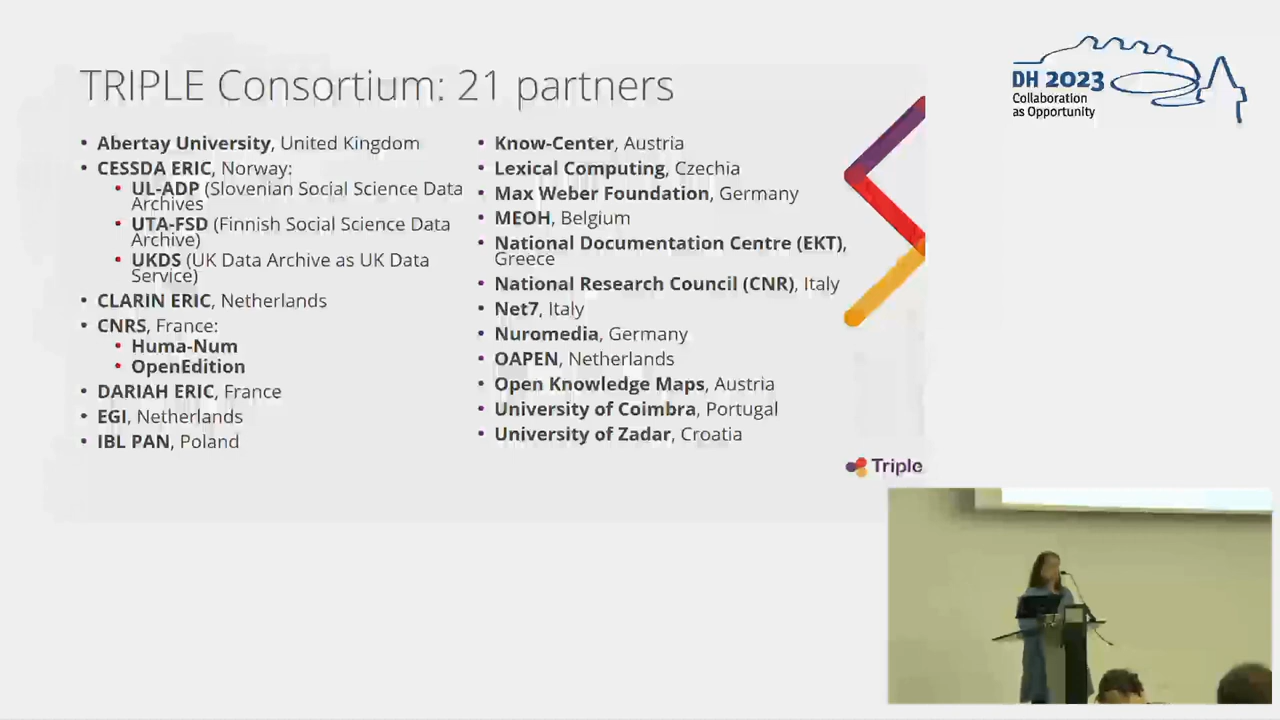 TRIPLE Consortium: 21 partners
• Abertay University, United Kingdom
• CESSDA ERIC, Norway:
• UL-ADP (Slovenian Social Science Data
Archives
• UTA-FSD (Finnish Social Science Data
Archive)
• UKDS (UK Data Archive as UK Data
Service)
• CLARIN ERIC, Netherlands
• CNRS, France:
• Huma-Num
• OpenEdition
• DARIAH ERIC, France
• EGI, Netherlands
• IBL PAN, Poland
• Know-Center, Austria
• Lexical Computing, Czechia
• Max Weber Foundation, Germany
• MEOH, Belgium
• National Documentation Centre (EKT),
Greece
• National Research Council (CNR), Italy
• Net7, Italy
• Nuromedia, Germany
• OAPEN, Netherlands
• Open Knowledge Maps, Austria
• University of Coimbra, Portugal
• University of Zadar, Croatia
Triple
DH 2023
Collaboration
as Opportunity